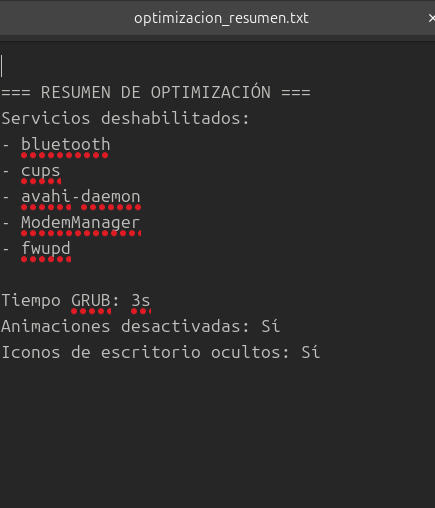 optimizacion_resumen.txt
=== RESUMEN DE OPTIMIZACIÓN ===
Servicios deshabilitados:
- bluetooth
- cups
- avahi-daemon
- ModemManager
- fwupd
Tiempo GRUB: 3s
Animaciones desactivadas: Sí
Iconos de escritorio ocultos: Sí